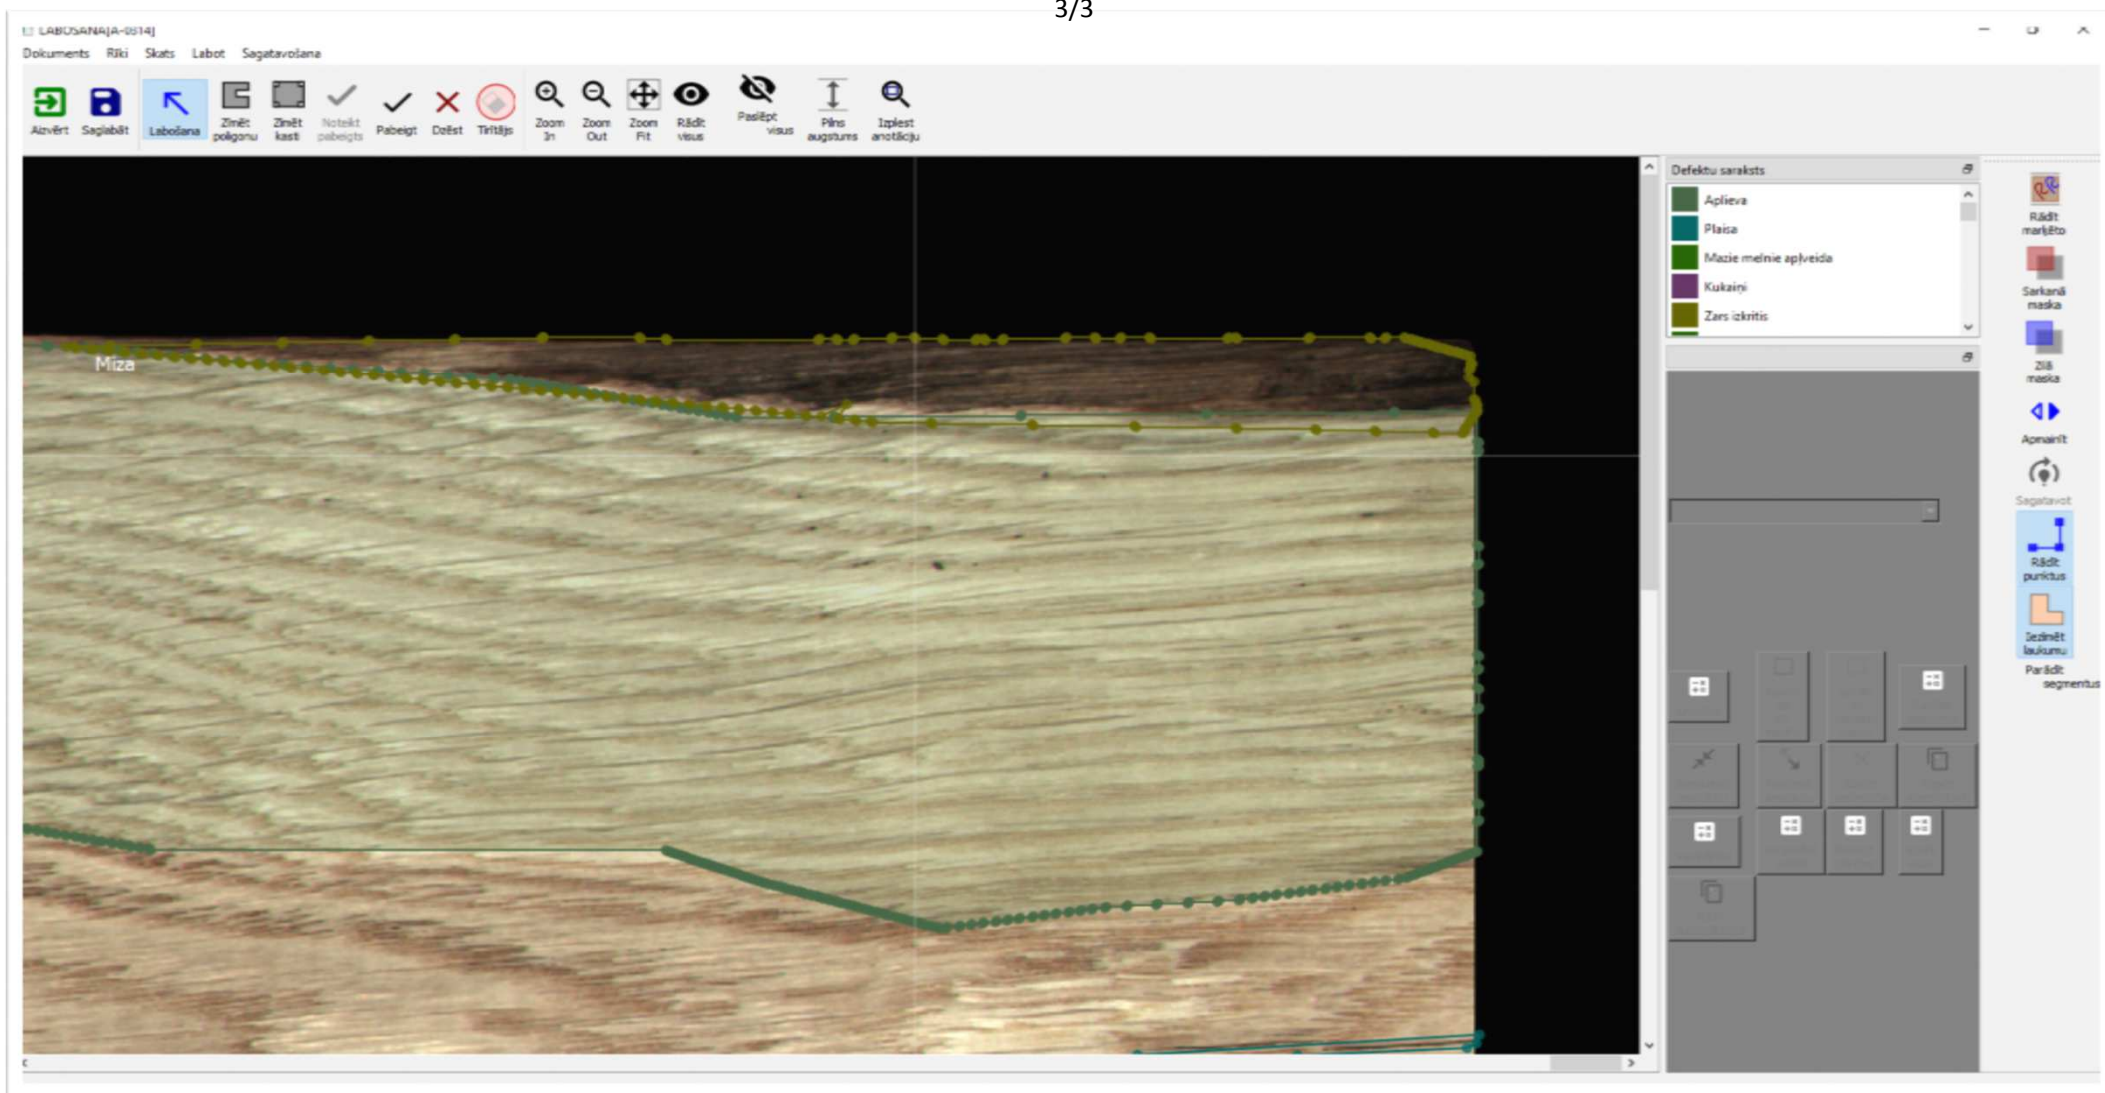 3/3
LABOŠANA[A-0314]
Dokuments Rīki Skats Labot Sagatavošana
Aizvērt
Saglabāt
Labošana
Zīmēt
poligonu
Zīmēt
kasti
Noteikt
pabeigts
Pabeigt
Dzēst
Tīrītājs
Zoom
In
Zoom
Out
Zoom
Fit
Rādīt
visus
Paslēpt
visus
Pilns
augstums
Izplest
anotāciju
Miza
Defektu saraksts
Aplieva
Plaisa
Mazie melnie apļveida
Kukaiņi
Zars izkritis
Rādīt
marķēto
Sarkanā
maska
Zilā
maska
Apmainīt
Sagatavot
Rādīt
punktus
Iezīmēt
laukumu
Parādīt
segmentus